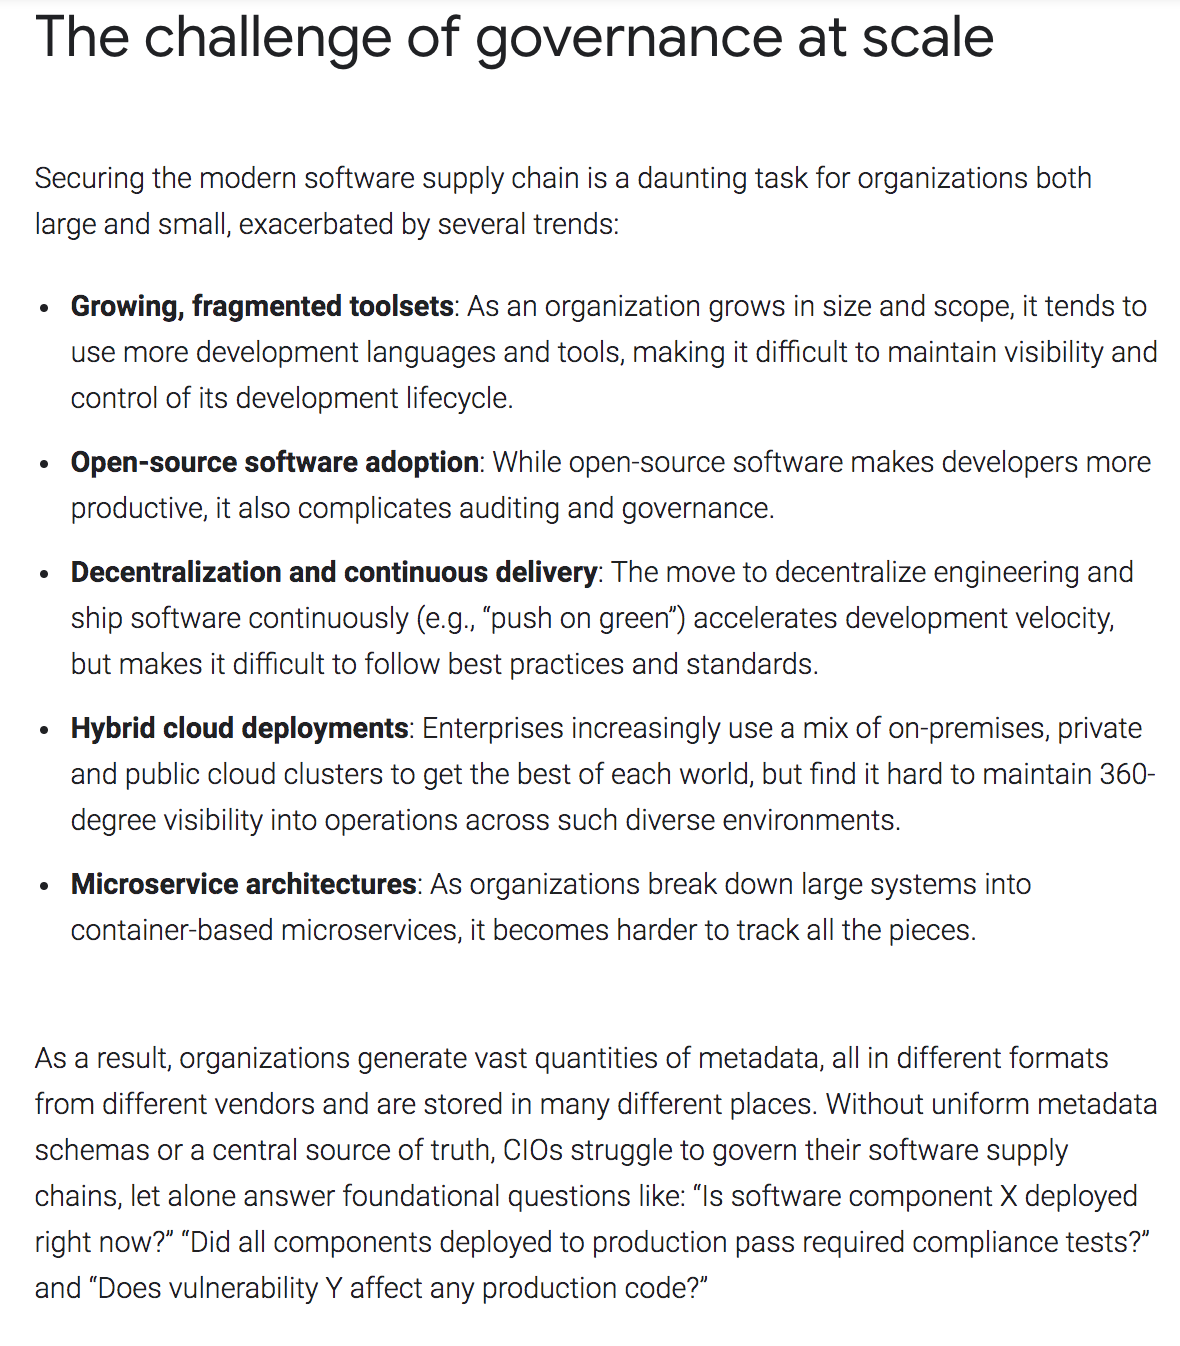 The challenge of governance at scale
Securing the modern software supply chain is a daunting task for organizations both
large and small, exacerbated by several trends:
• Growing, fragmented toolsets: As an organization grows in size and scope, it tends to
use more development languages and tools, making it difficult to maintain visibility and
control of its development lifecycle.
• Open-source software adoption: While open-source software makes developers more
productive, it also complicates auditing and governance.
• Decentralization and continuous delivery: The move to decentralize engineering and
ship software continuously (e.g., “push on green”) accelerates development velocity,
but makes it difficult to follow best practices and standards.
• Hybrid cloud deployments: Enterprises increasingly use a mix of on-premises, private
and public cloud clusters to get the best of each world, but find it hard to maintain 360-
degree visibility into operations across such diverse environments.
• Microservice architectures: As organizations break down large systems into
container-based microservices, it becomes harder to track all the pieces.
As a result, organizations generate vast quantities of metadata, all in different formats
from different vendors and are stored in many different places. Without uniform metadata
schemas or a central source of truth, CIOs struggle to govern their software supply
chains, let alone answer foundational questions like: “Is software component X deployed
right now?” “Did all components deployed to production pass required compliance tests?”
and “Does vulnerability Y affect any production code?”